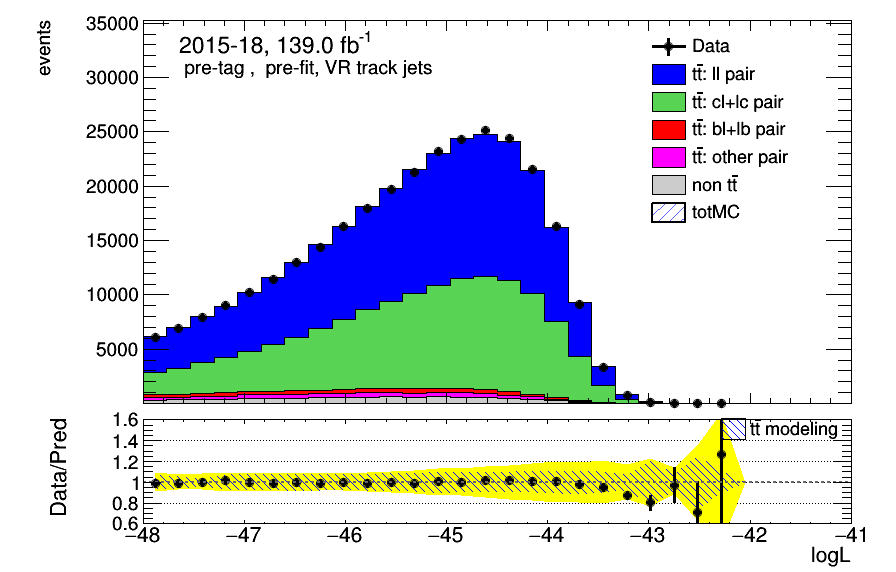 events
35000
30000
25000
20000
15000
10000
5000
2015-18, 139.0 fb⁻¹
pre-tag , pre-fit, VR track jets
Data
tt̄: ll pair
tt̄: cl+lc pair
tt̄: bl+lb pair
tt̄: other pair
non tt̄
totMC
Data/Pred
1.6
1.4
1.2
1
0.8
0.6
tt̄ modeling
−48 −47 −46 −45 −44 −43 −42 −41
logL